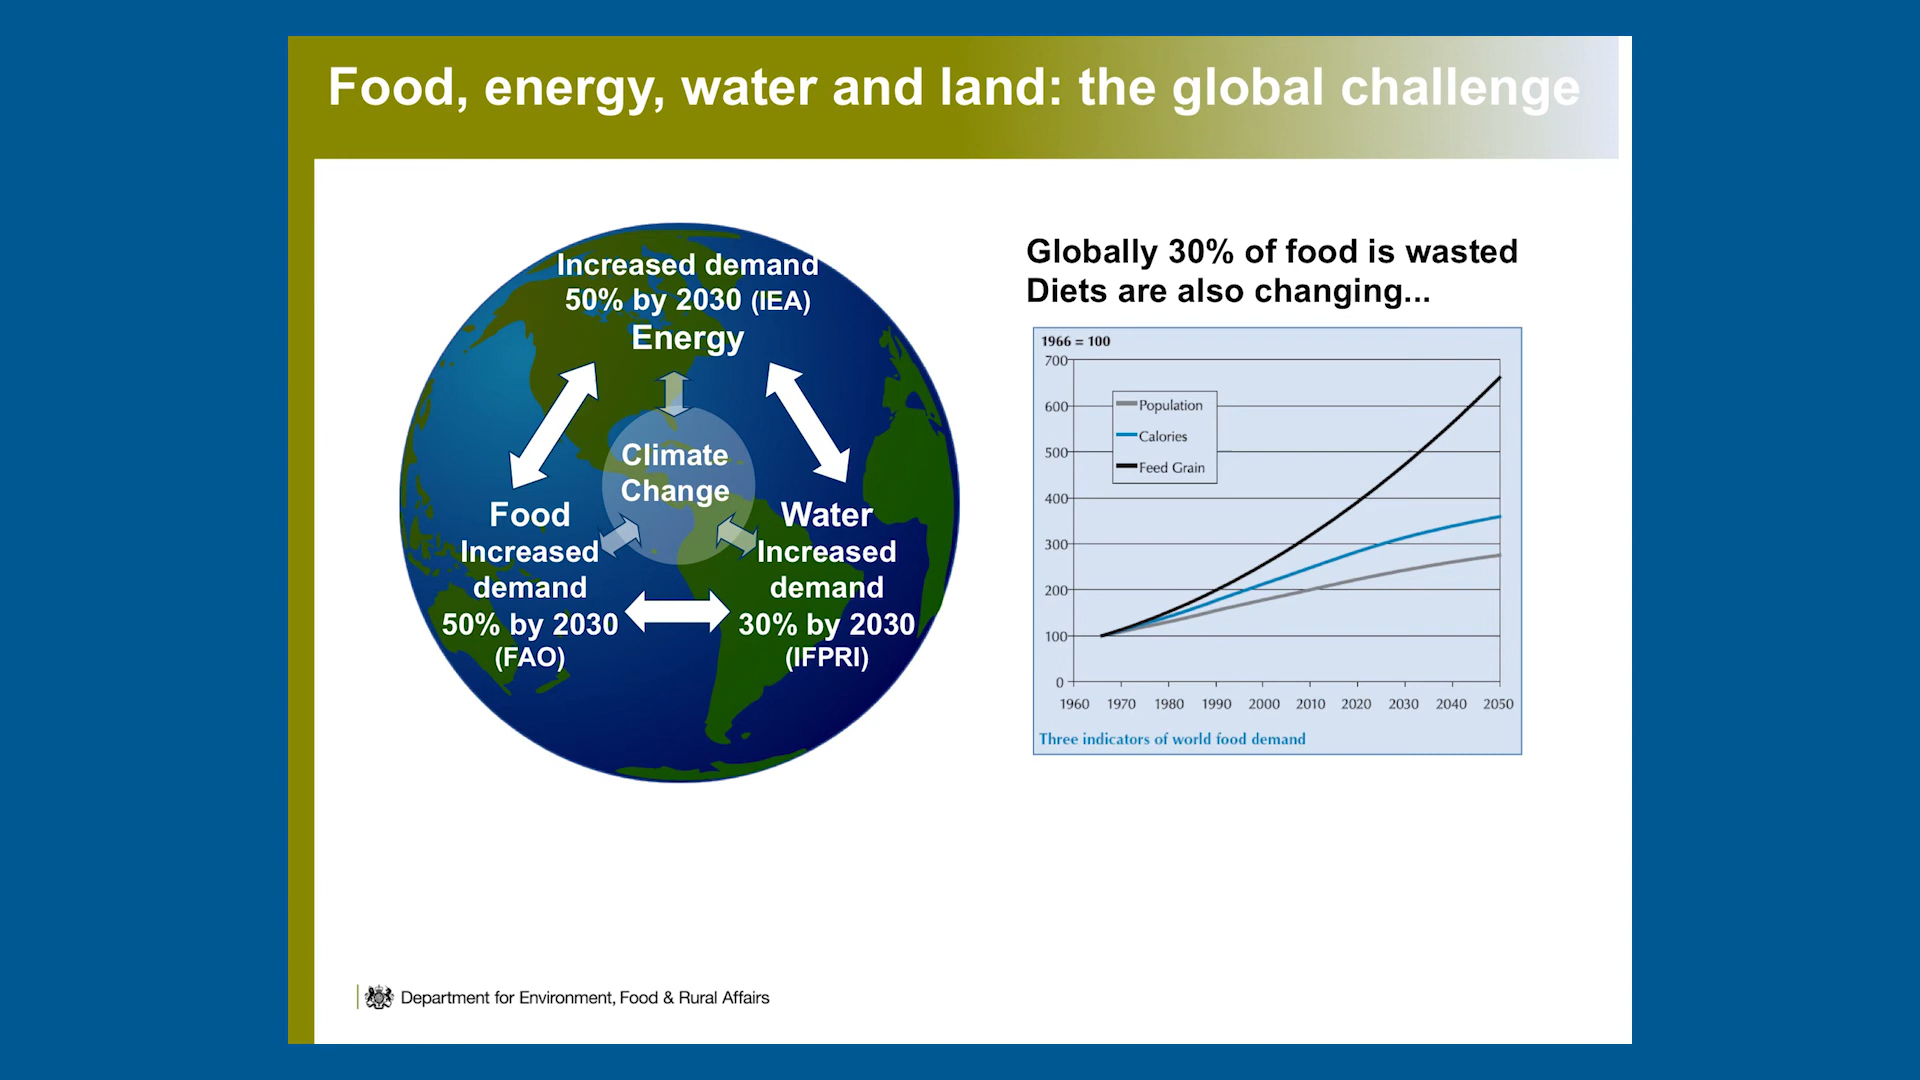 Food, energy, water and land: the global challenge
Increased demand
50% by 2030 (IEA)
Energy
Climate
Change
Food
Increased
demand
50% by 2030
(FAO)
Water
Increased
demand
30% by 2030
(IFPRI)
Globally 30% of food is wasted
Diets are also changing...
1966 = 100
700
600
500
400
300
200
100
0
Population
Calories
Feed Grain
1960 1970 1980 1990 2000 2010 2020 2030 2040 2050
Three indicators of world food demand
Department for Environment, Food & Rural Affairs